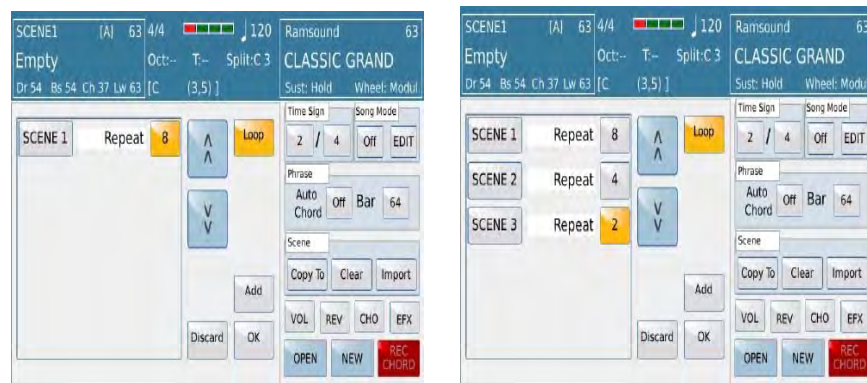 SCENE1 [A] 63 4/4 120
Empty Oct:-- T:-- Split:C 3
Dr 54 Bs 54 Ch 37 Lw 63 [C (3,5) ]
Ramsound 63
CLASSIC GRAND
Sust: Hold Wheel: Modul
SCENE 1 Repeat 8
Loop
Add
Discard OK
Time Sign Song Mode
2 / 4 Off EDIT
Phrase
Auto Chord Off Bar 64
Scene
Copy To Clear Import
VOL REV CHO EFX
OPEN NEW REC CHORD
SCENE1 [A] 63 4/4 120
Empty Oct:-- T:-- Split:C 3
Dr 54 Bs 54 Ch 37 Lw 63 [C (3,5) ]
Ramsound 63
CLASSIC GRAND
Sust: Hold Wheel: Modul
SCENE 1 Repeat 8
SCENE 2 Repeat 4
SCENE 3 Repeat 2
Loop
Add
Discard OK
Time Sign Song Mode
2 / 4 Off EDIT
Phrase
Auto Chord Off Bar 64
Scene
Copy To Clear Import
VOL REV CHO EFX
OPEN NEW REC CHORD